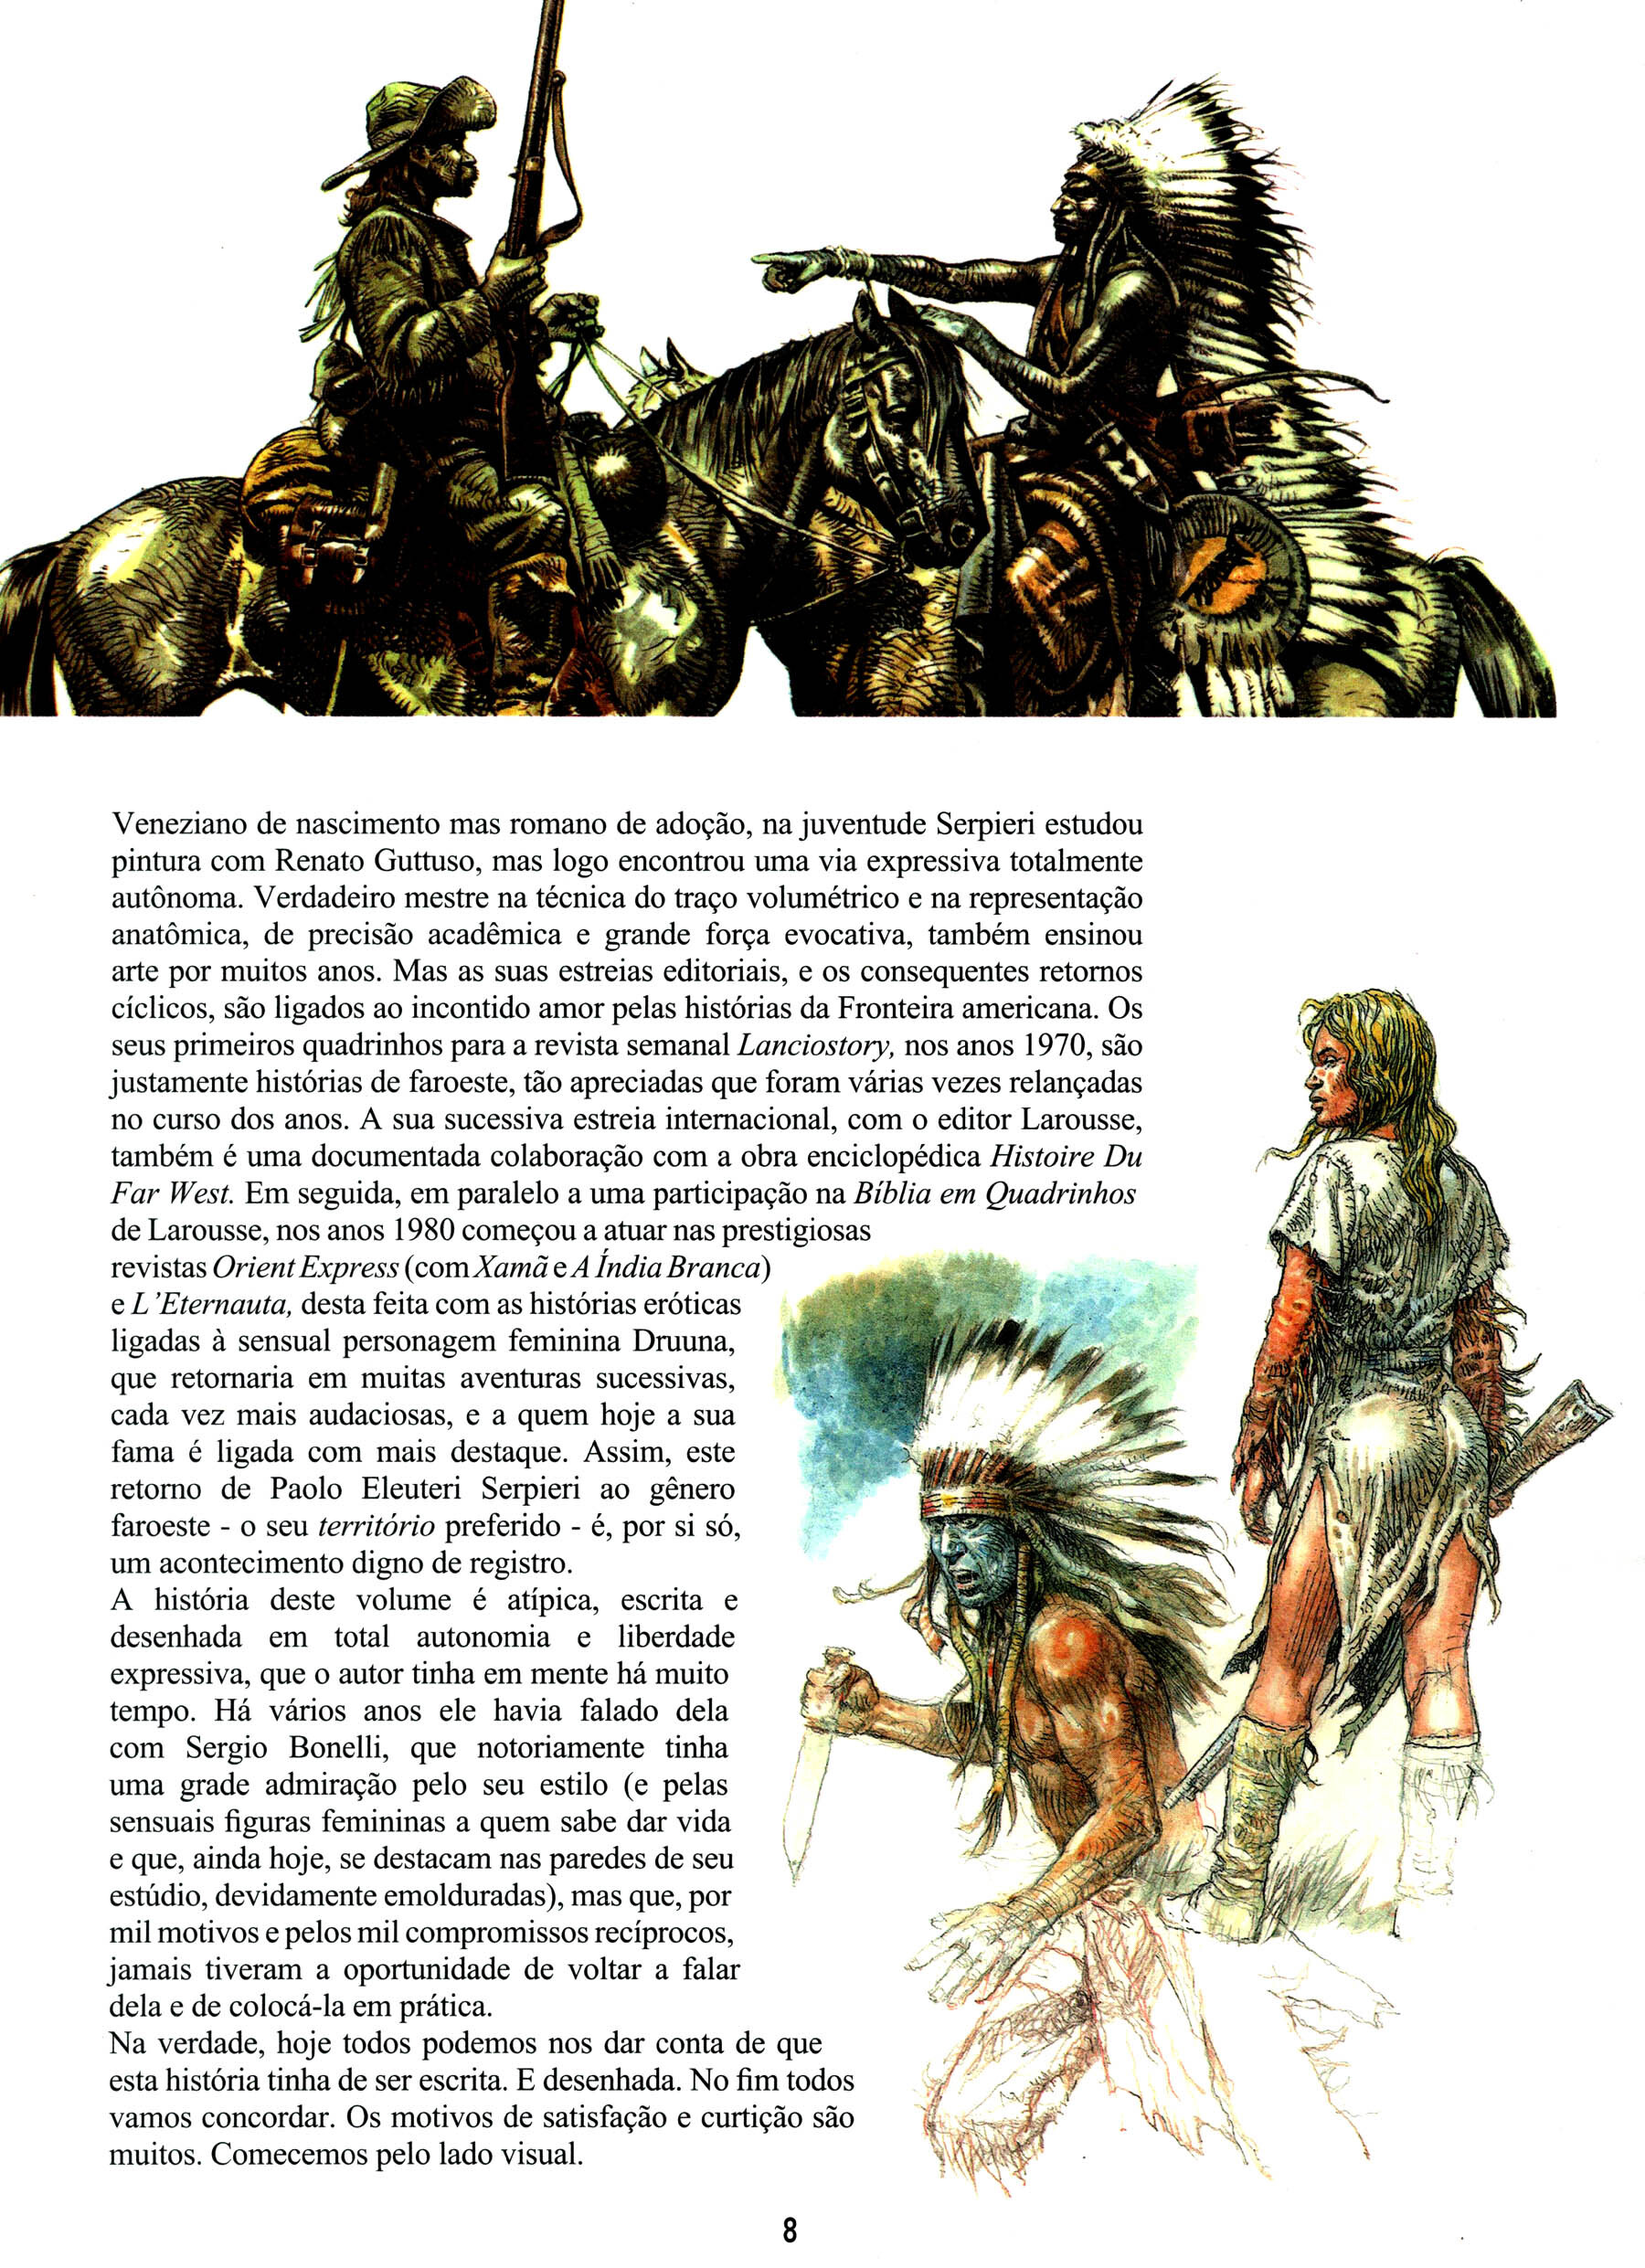 Veneziano de nascimento mas romano de adoção, na juventude Serpieri estudou
pintura com Renato Guttuso, mas logo encontrou uma via expressiva totalmente
autônoma. Verdadeiro mestre na técnica do traço volumétrico e na representação
anatômica, de precisão acadêmica e grande força evocativa, também ensinou
arte por muitos anos. Mas as suas estreias editoriais, e os consequentes retornos
cíclicos, são ligados ao incontido amor pelas histórias da Fronteira americana. Os
seus primeiros quadrinhos para a revista semanal Lanciostory, nos anos 1970, são
justamente histórias de faroeste, tão apreciadas que foram várias vezes relançadas
no curso dos anos. A sua sucessiva estreia internacional, com o editor Larousse,
também é uma documentada colaboração com a obra enciclopédica Histoire Du
Far West. Em seguida, em paralelo a uma participação na Bíblia em Quadrinhos
de Larousse, nos anos 1980 começou a atuar nas prestigiosas
revistas Orient Express (com Xamã e A Índia Branca)
e L'Eternauta, desta feita com as histórias eróticas
ligadas à sensual personagem feminina Druuna,
que retornaria em muitas aventuras sucessivas,
cada vez mais audaciosas, e a quem hoje a sua
fama é ligada com mais destaque. Assim, este
retorno de Paolo Eleuteri Serpieri ao gênero
faroeste - o seu território preferido - é, por si só,
um acontecimento digno de registro.
A história deste volume é atípica, escrita e
desenhada em total autonomia e liberdade
expressiva, que o autor tinha em mente há muito
tempo. Há vários anos ele havia falado dela
com Sergio Bonelli, que notoriamente tinha
uma grade admiração pelo seu estilo (e pelas
sensuais figuras femininas a quem sabe dar vida
e que, ainda hoje, se destacam nas paredes de seu
estúdio, devidamente emolduradas), mas que, por
mil motivos e pelos mil compromissos recíprocos,
jamais tiveram a oportunidade de voltar a falar
dela e de colocá-la em prática.
Na verdade, hoje todos podemos nos dar conta de que
esta história tinha de ser escrita. E desenhada. No fim todos
vamos concordar. Os motivos de satisfação e curtição são
muitos. Comecemos pelo lado visual.
8